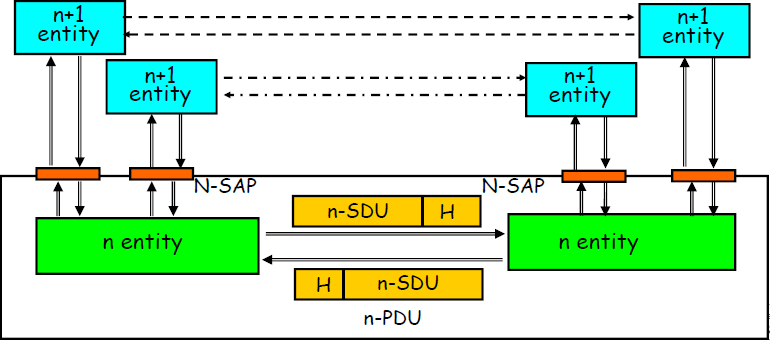 n+1
entity
n+1
entity
n+1
entity
n+1
entity
N-SAP
N-SAP
n-SDU H
n entity
n entity
H n-SDU
n-PDU